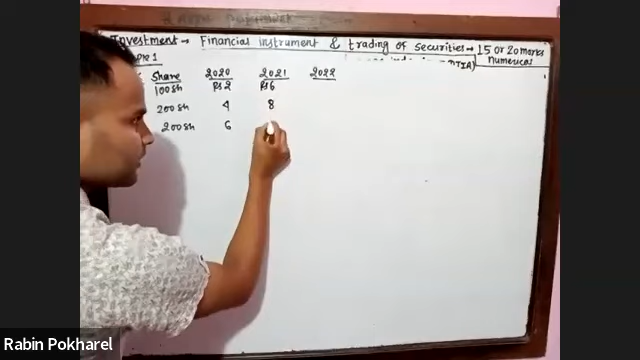 Investment → Financial instrument & trading of securities → 15 or 20 marks
Numerical
Share 2020 2021 2022
100sh Rs2 Rs6
200sh 4 8
200sh 6
Rabin Pokharel